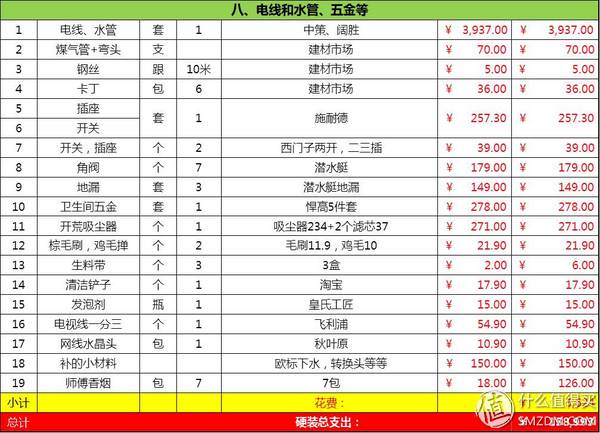 八、电线和水管、五金等
1 电线、水管 套 1 中策、阔胜 ¥ 3,937.00 ¥ 3,937.00
2 煤气管+弯头 支 建材市场 ¥ 70.00 ¥ 70.00
3 钢丝 跟 10米 建材市场 ¥ 5.00 ¥ 5.00
4 卡丁 包 6 建材市场 ¥ 36.00 ¥ 36.00
5 插座 套 1 施耐德 ¥ 257.30 ¥ 257.30
6 开关
7 开关，插座 个 2 西门子两开，二三插 ¥ 39.00 ¥ 39.00
8 角阀 个 7 潜水艇 ¥ 179.00 ¥ 179.00
9 地漏 套 3 潜水艇地漏 ¥ 149.00 ¥ 149.00
10 卫生间五金 套 1 悍高5件套 ¥ 278.00 ¥ 278.00
11 开荒吸尘器 个 1 吸尘器234+2个滤芯37 ¥ 271.00 ¥ 271.00
12 棕毛刷，鸡毛掸 个 2 毛刷11.9，鸡毛10 ¥ 21.90 ¥ 21.90
13 生料带 个 3 3盒 ¥ 2.00 ¥ 6.00
14 清洁铲子 个 1 淘宝 ¥ 17.90 ¥ 17.90
15 发泡剂 瓶 1 皇氏工匠 ¥ 15.00 ¥ 15.00
16 电视线一分三 个 1 飞利浦 ¥ 54.90 ¥ 54.90
17 网线水晶头 包 1 秋叶原 ¥ 10.90 ¥ 10.90
18 补的小材料 欧标下水，转换头等等 ¥ 150.00 ¥ 150.00
19 师傅香烟 包 7 7包 ¥ 18.00 ¥ 126.00
小计 花费： ¥
总计 硬装总支出： ¥
值 什么值得买
SMZDM.COM